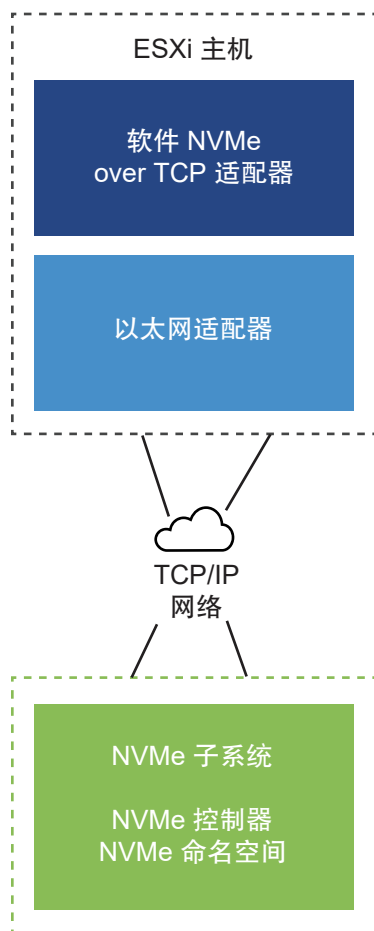 ESXi 主机
软件 NVMe
over TCP 适配器
以太网适配器
TCP/IP
网络
NVMe 子系统
NVMe 控制器
NVMe 命名空间